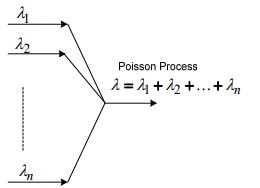 λ₁
λ₂
Poisson Process
λ = λ₁ + λ₂ + … + λₙ
λₙ